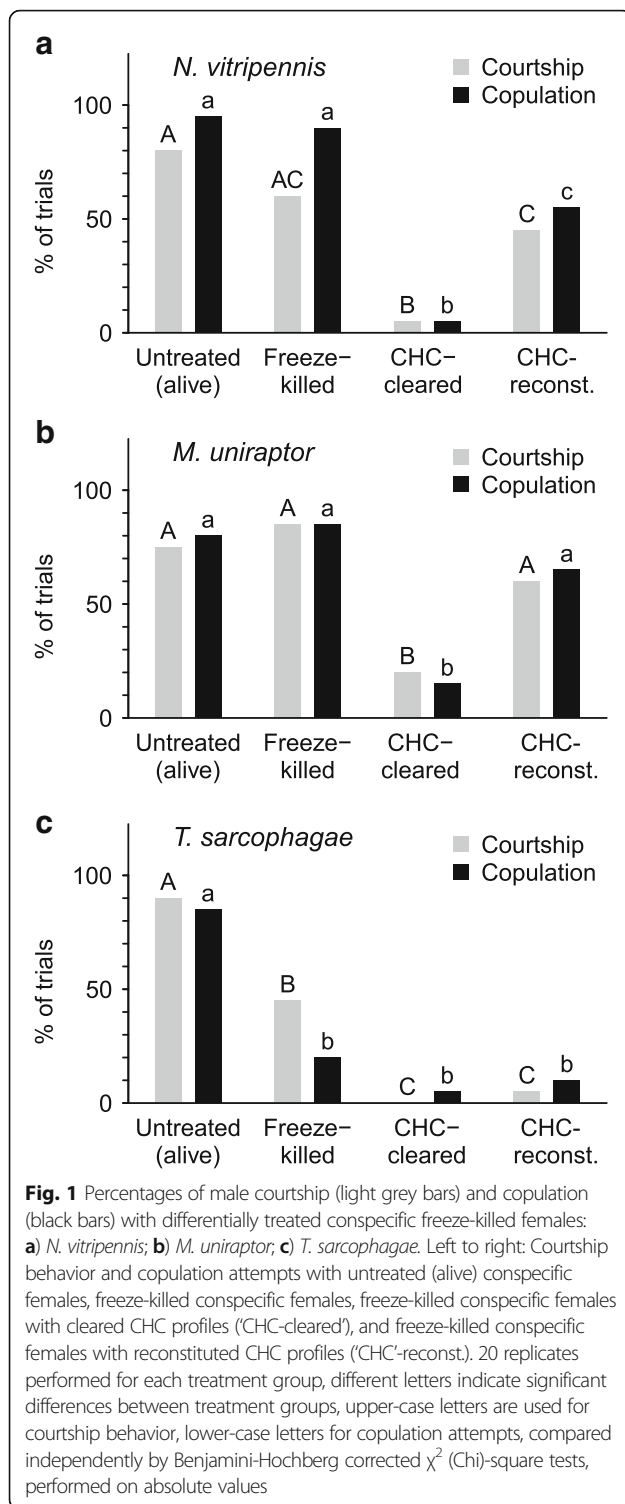 a
N. vitripennis
Courtship
Copulation
100
50
0
% of trials
A a
AC a
B b
C c
Untreated (alive)
Freeze-killed
CHC-cleared
CHC-reconst.
b
M. uniraptor
Courtship
Copulation
100
50
0
% of trials
A a
A a
B b
A a
Untreated (alive)
Freeze-killed
CHC-cleared
CHC-reconst.
c
T. sarcophagae
Courtship
Copulation
100
50
0
% of trials
A a
B b
C b
C b
Untreated (alive)
Freeze-killed
CHC-cleared
CHC-reconst.
Fig. 1 Percentages of male courtship (light grey bars) and copulation
(black bars) with differentially treated conspecific freeze-killed females:
a) N. vitripennis; b) M. uniraptor; c) T. sarcophagae. Left to right: Courtship
behavior and copulation attempts with untreated (alive) conspecific
females, freeze-killed conspecific females, freeze-killed conspecific females
with cleared CHC profiles ('CHC-cleared'), and freeze-killed conspecific
females with reconstituted CHC profiles ('CHC'-reconst.). 20 replicates
performed for each treatment group, different letters indicate significant
differences between treatment groups, upper-case letters are used for
courtship behavior, lower-case letters for copulation attempts, compared
independently by Benjamini-Hochberg corrected χ² (Chi)-square tests,
performed on absolute values